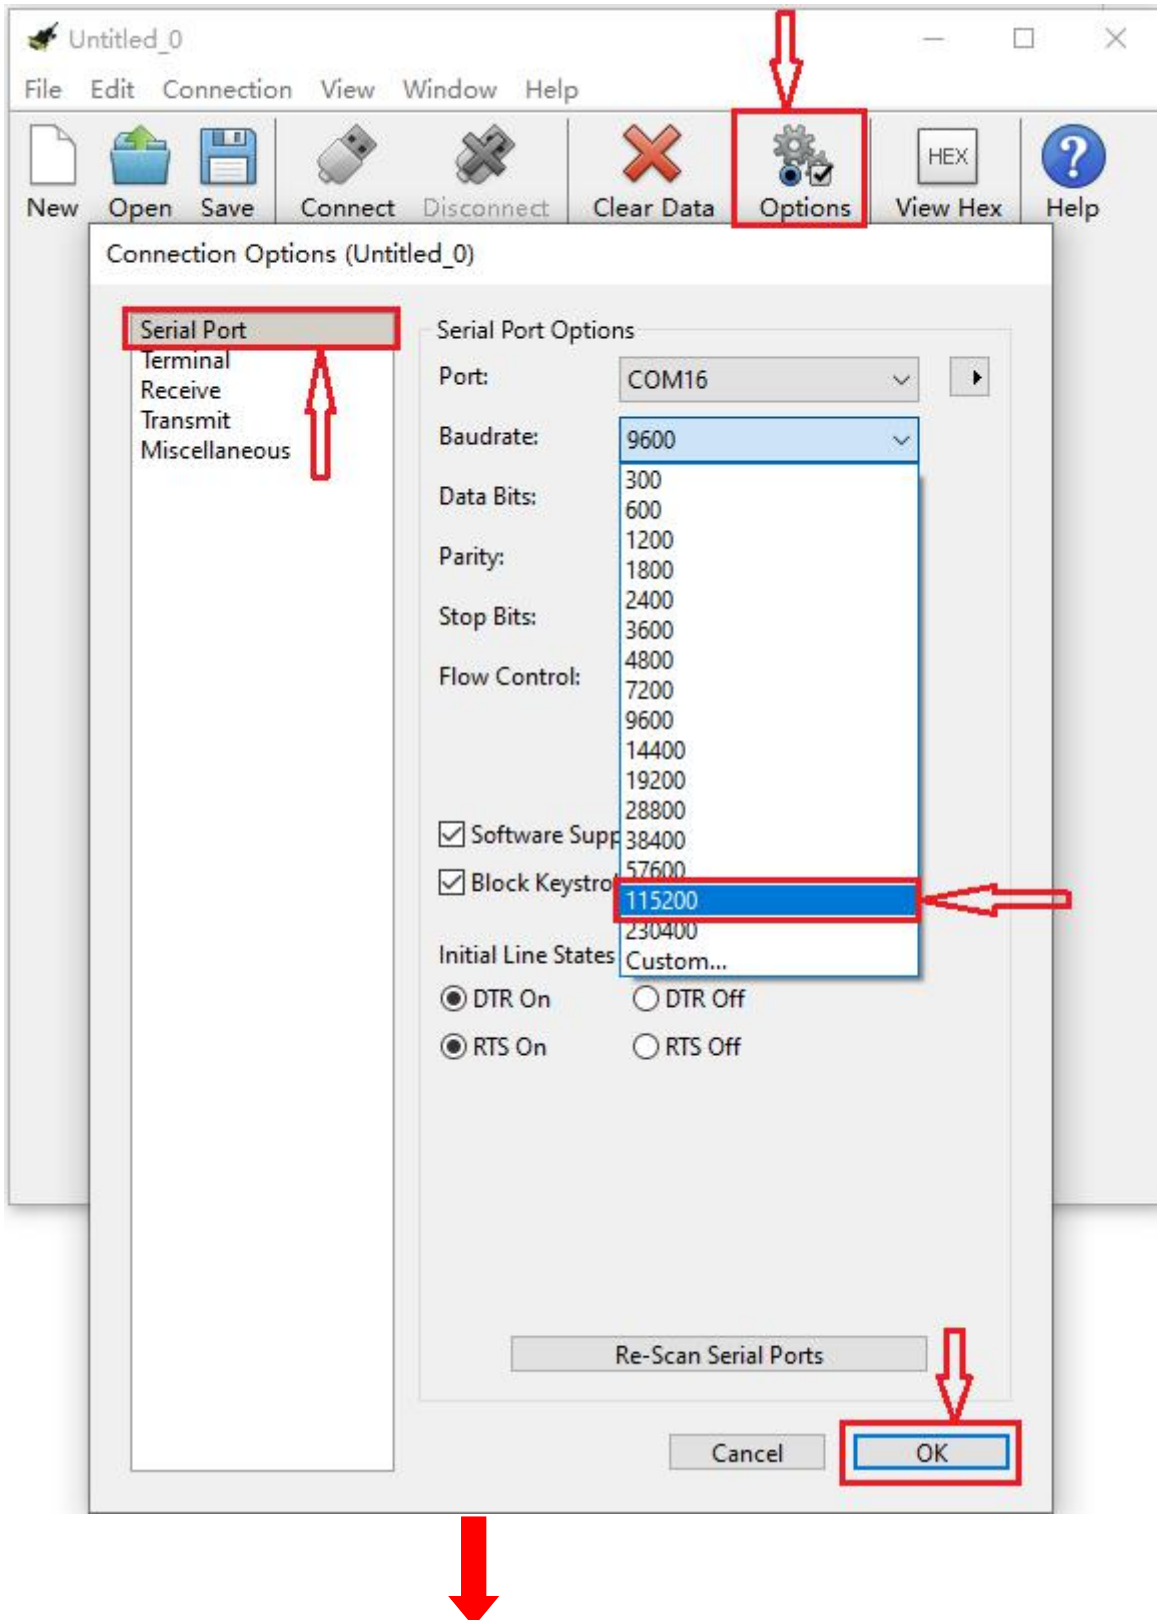 Untitled_0
File Edit Connection View Window Help
HEX
New Open Save Connect Disconnect Clear Data Options View Hex Help
Connection Options (Untitled_0)
Serial Port
Terminal
Receive
Transmit
Miscellaneous
Serial Port Options
Port: COM16
Baudrate: 9600
Data Bits:
Parity:
Stop Bits:
Flow Control:
300
600
1200
1800
2400
3600
4800
7200
9600
14400
19200
28800
38400
57600
115200
230400
Custom...
Software Supp
Block Keystro
Initial Line States
DTR On DTR Off
RTS On RTS Off
Re-Scan Serial Ports
Cancel OK